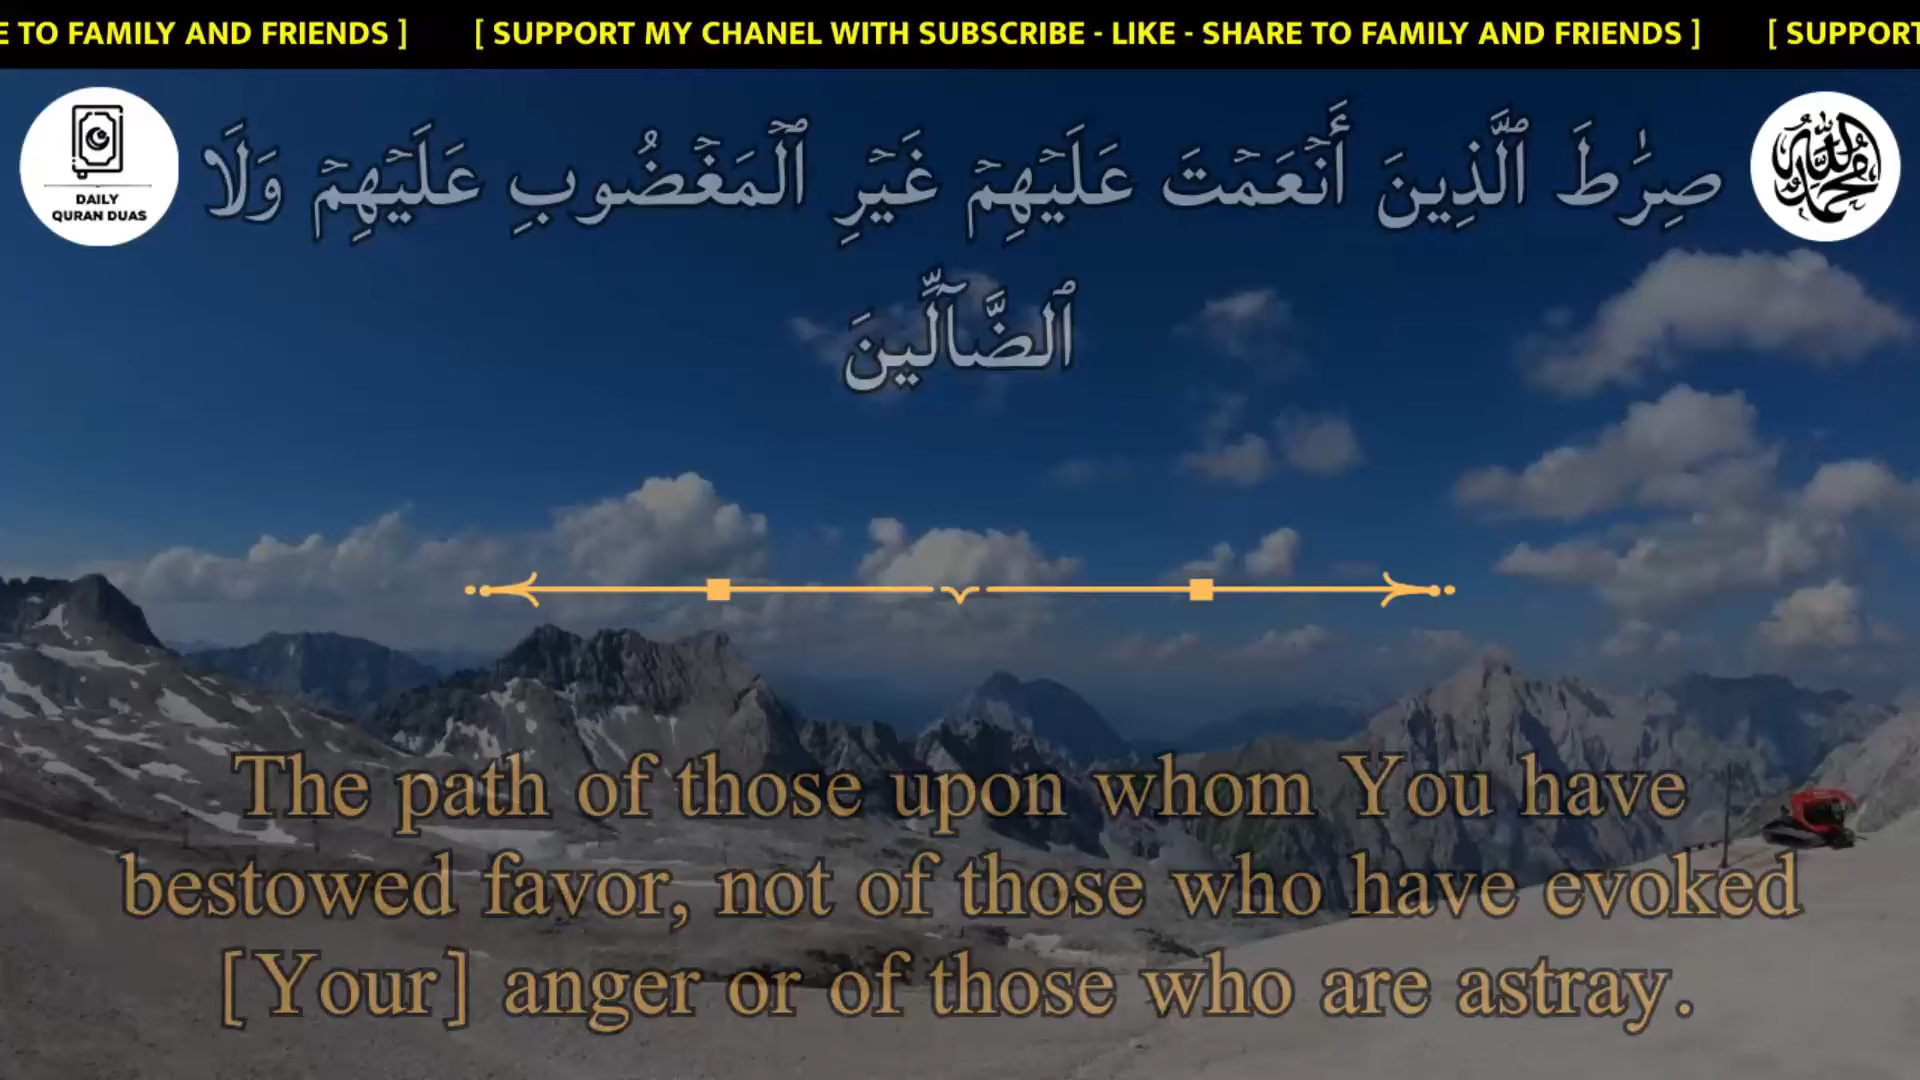 E TO FAMILY AND FRIENDS ] [ SUPPORT MY CHANEL WITH SUBSCRIBE - LIKE - SHARE TO FAMILY AND FRIENDS ] [ SUPPORT
DAILY
QURAN DUAS
صِرَٰطَ ٱلَّذِينَ أَنۡعَمۡتَ عَلَيۡهِمۡ غَيۡرِ ٱلۡمَغۡضُوبِ عَلَيۡهِمۡ وَلَا
ٱلضَّآلِّينَ
The path of those upon whom You have
bestowed favor, not of those who have evoked
[Your] anger or of those who are astray.